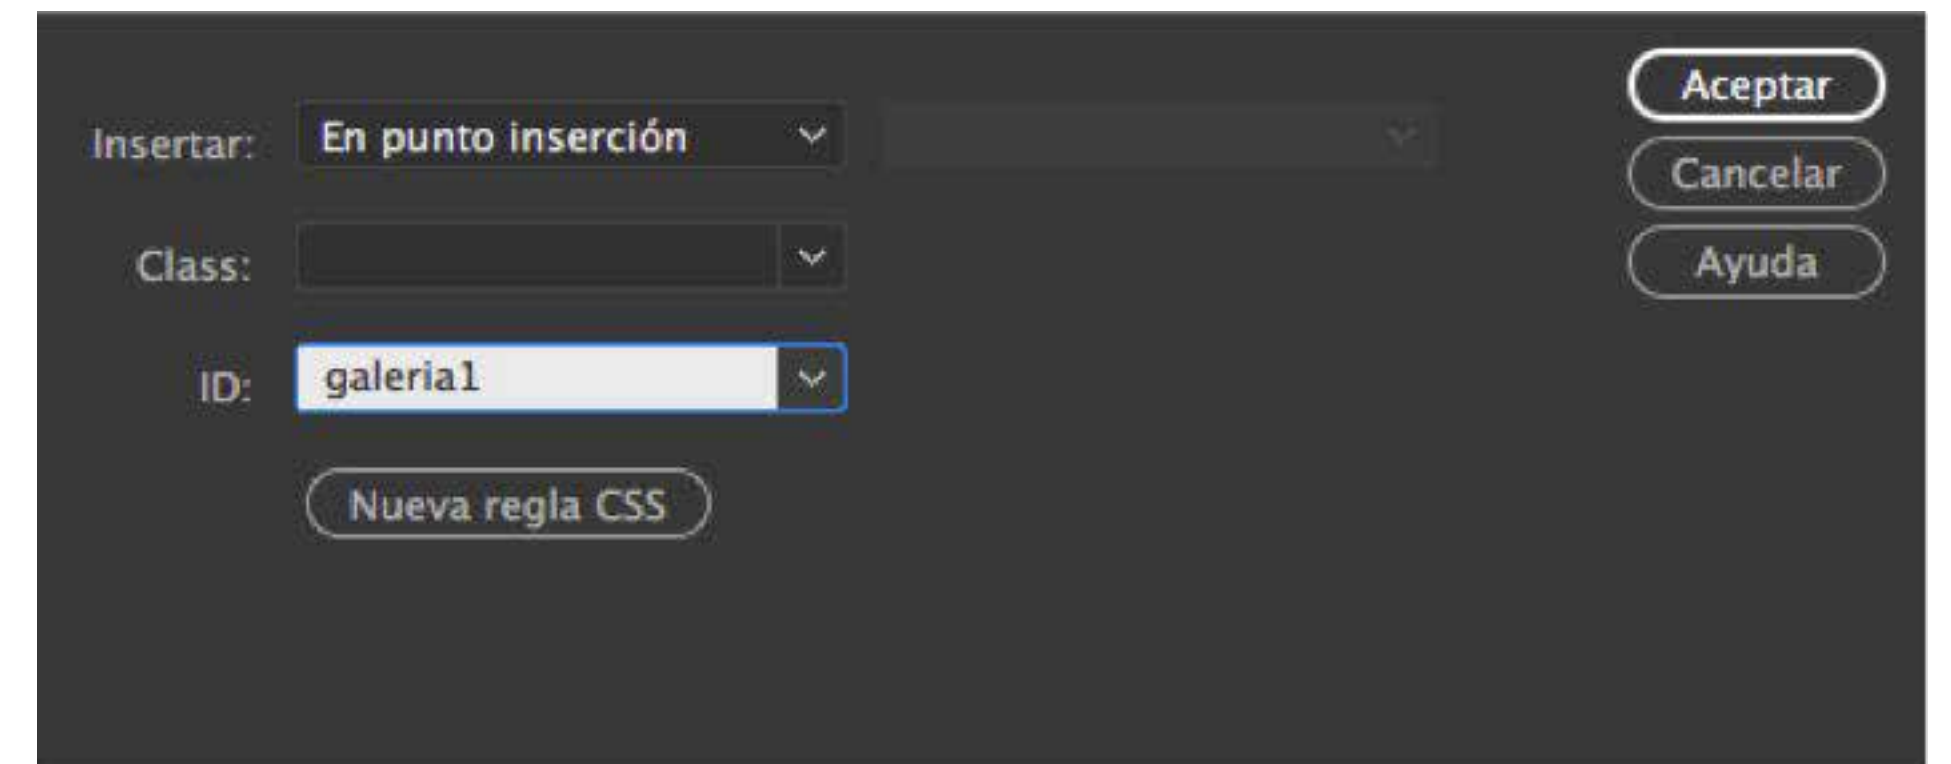 Insertar: En punto inserción
Class:
ID: galeria1
Nueva regla CSS
Aceptar
Cancelar
Ayuda